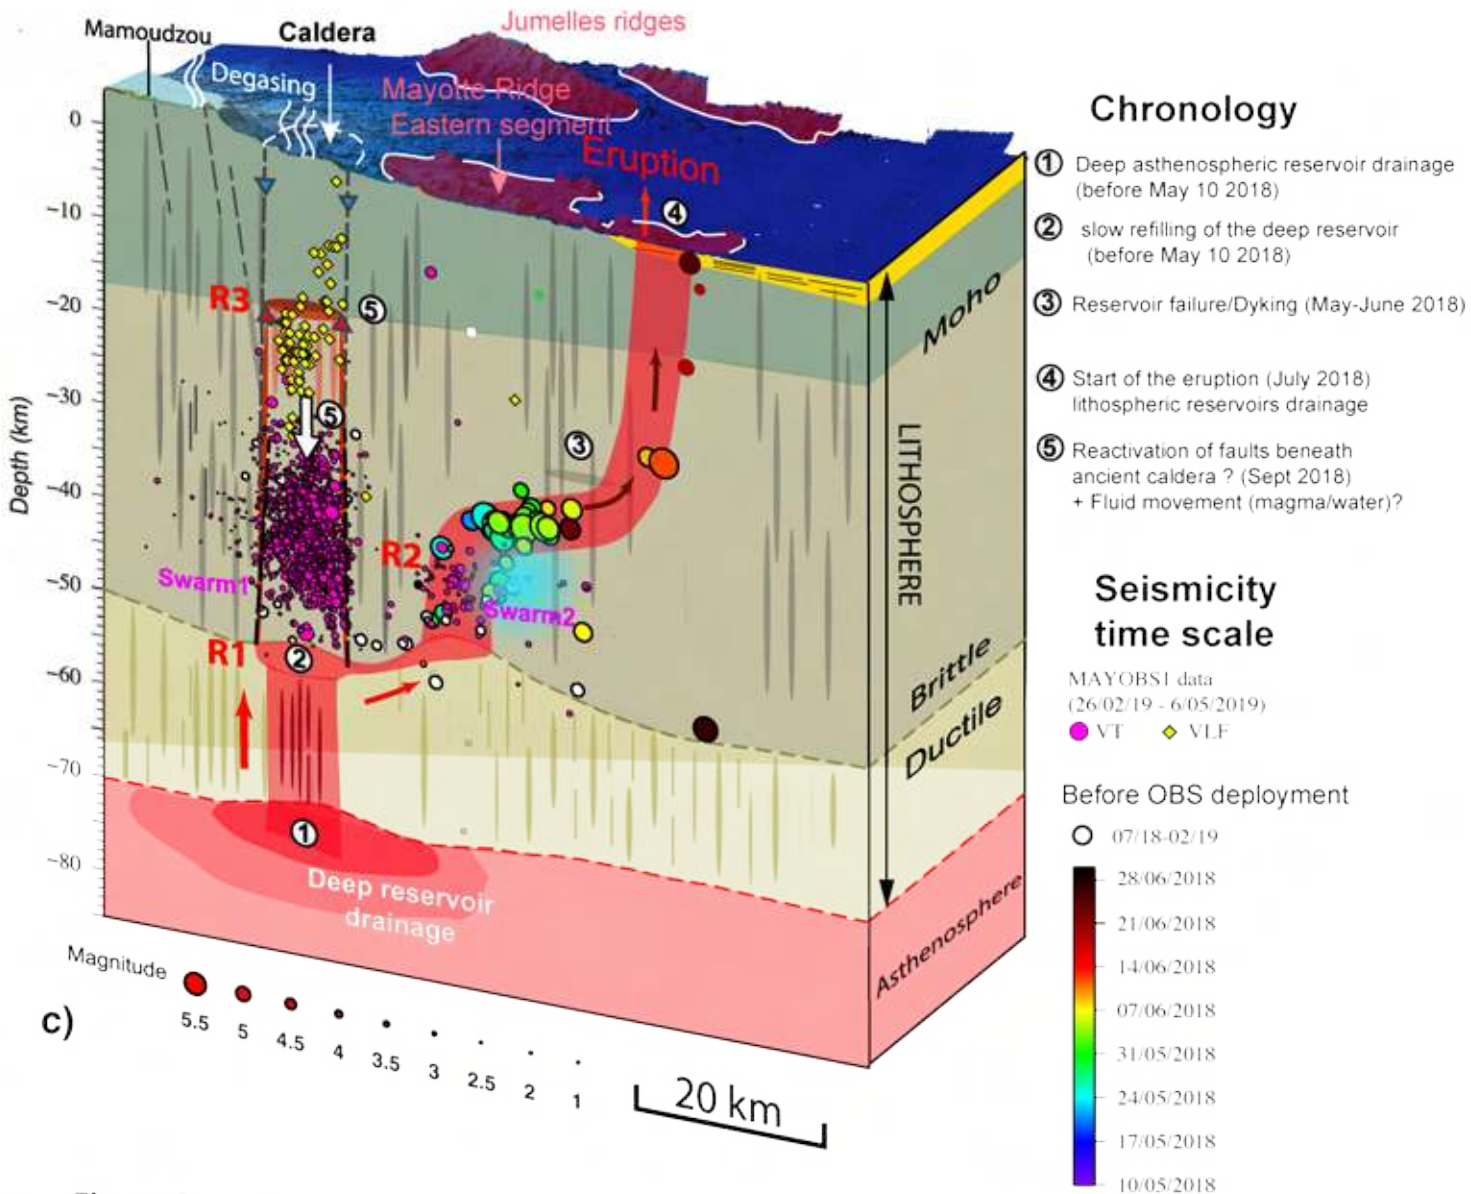 Jumelles ridges
Mamoudzou
Caldera
Degasing
Mayotte Ridge
Eastern segment
Eruption
4
0
−10
−20
−30
−40
−50
−60
−70
−80
Depth (km)
R3
5
5
3
R2
Swarm1
Swarm2
R1
2
1
Deep reservoir
drainage
Moho
LITHOSPHERE
Brittle
Ductile
Asthenosphere
Magnitude
5.5
5
4.5
4
3.5
3
2.5
2
1
c)
20 km
Chronology
1 Deep asthenospheric reservoir drainage
(before May 10 2018)
2 slow refilling of the deep reservoir
(before May 10 2018)
3 Reservoir failure/Dyking (May-June 2018)
4 Start of the eruption (July 2018)
lithospheric reservoirs drainage
5 Reactivation of faults beneath
ancient caldera ? (Sept 2018)
+ Fluid movement (magma/water)?
Seismicity
time scale
MAYOBS1 data
(26/02/19 - 6/05/2019)
VT VLF
Before OBS deployment
07/18-02/19
28/06/2018
21/06/2018
14/06/2018
07/06/2018
31/05/2018
24/05/2018
17/05/2018
10/05/2018